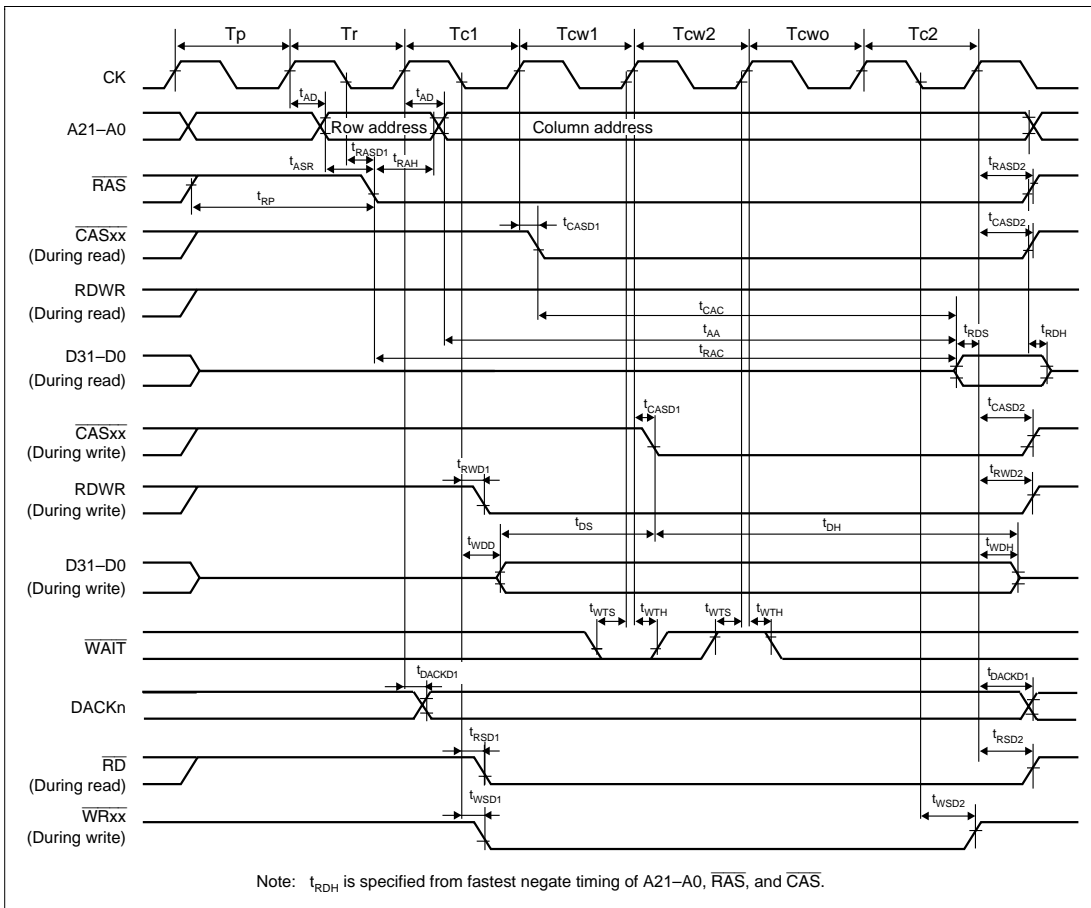 Tp Tr Tc1 Tcw1 Tcw2 Tcwo Tc2
CK
tAD tAD
A21–A0 Row address Column address
tRASD1
tASR tRAH tRASD2
RAS
tRP
tCASD1 tCASD2
CASxx
(During read)
RDWR
(During read)
tCAC
tAA tRDS tRDH
tRAC
D31–D0
(During read)
tCASD1 tCASD2
CASxx
(During write)
tRWD1 tRWD2
RDWR
(During write)
tDS tDH
tWDD tWDH
D31–D0
(During write)
tWTS tWTH tWTS tWTH
WAIT
tDACKD1 tDACKD1
DACKn
tRSD1 tRSD2
RD
(During read)
tWSD1 tWSD2
WRxx
(During write)
Note: tRDH is specified from fastest negate timing of A21–A0, RAS, and CAS.